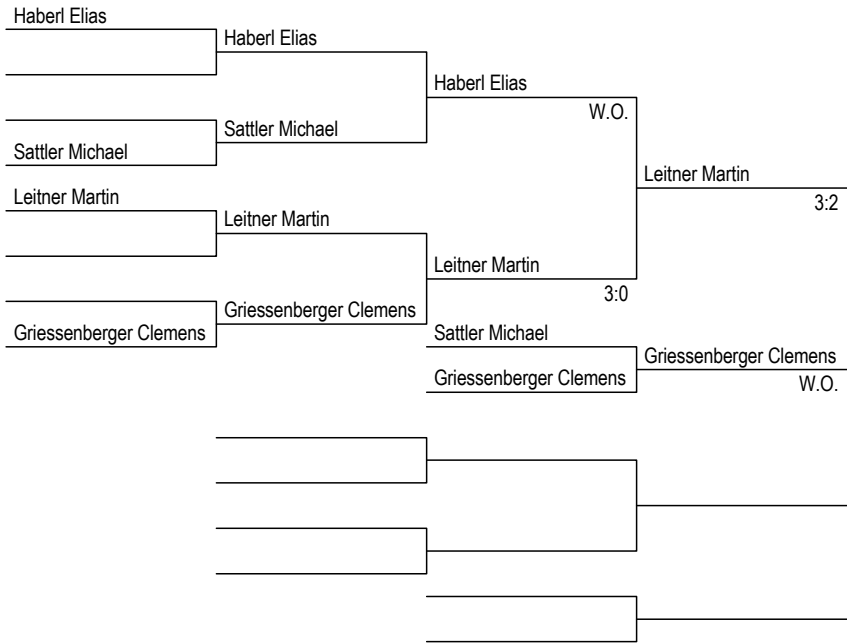 Haberl Elias
Haberl Elias
Haberl Elias
W.O.
Sattler Michael
Sattler Michael
Leitner Martin
3:2
Leitner Martin
Leitner Martin
Leitner Martin
3:0
Griessenberger Clemens
Griessenberger Clemens
Sattler Michael
Griessenberger Clemens
Griessenberger Clemens
W.O.